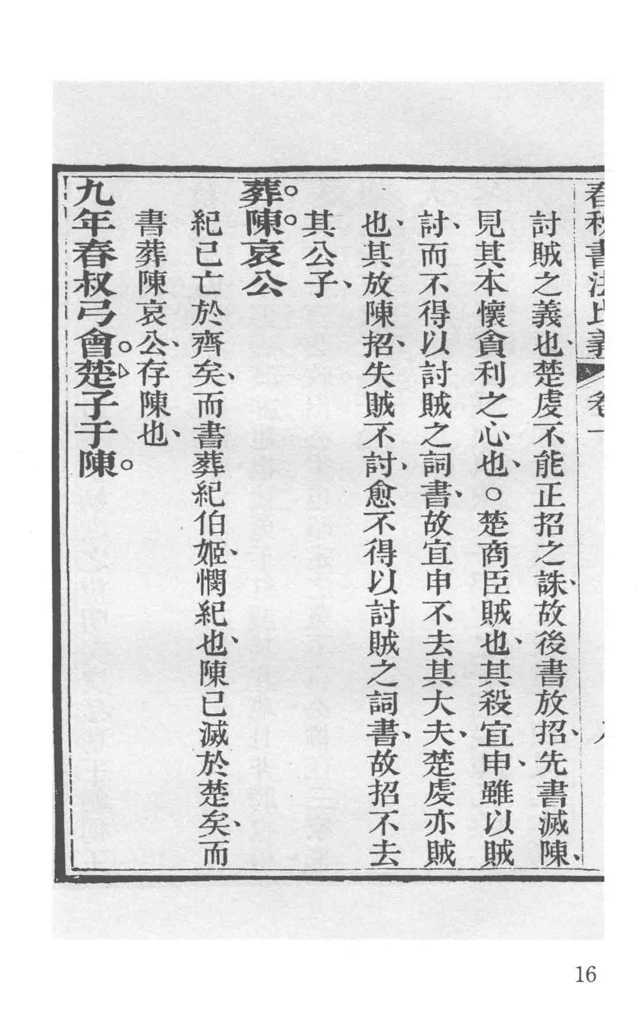 春秋書法比義 卷十
討賊之義也、楚虔不能正招之誅、故後書放招、先書滅陳、
見其本懷貪利之心也、○楚商臣賊也、其殺宜申、雖以賊
討、而不得以討賊之詞書、故宜申不去其大夫、楚虔亦賊
也、其放陳招、失賊不討、愈不得以討賊之詞書、故招不去
其公子、
葬陳哀公
紀已亡於齊矣、而書葬紀伯姬、憫紀也、陳已滅於楚矣、而
書葬陳哀公、存陳也、
九年春叔弓會楚子于陳。
16